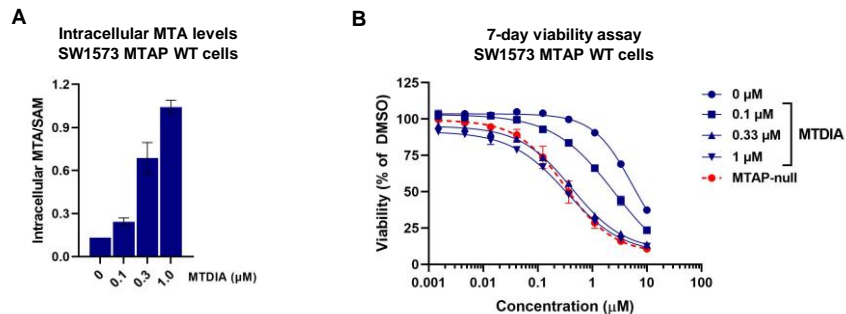 A
Intracellular MTA levels
SW1573 MTAP WT cells
Intracellular MTA/SAM
1.2
0.9
0.6
0.3
0.0
0
0.1
0.3
1.0
MTDIA (μM)
B
7-day viability assay
SW1573 MTAP WT cells
Viability (% of DMSO)
125
100
75
50
25
0
0.001
0.01
0.1
1
10
100
Concentration (μM)
0 μM
0.1 μM
0.33 μM
1 μM
MTDIA
MTAP-null